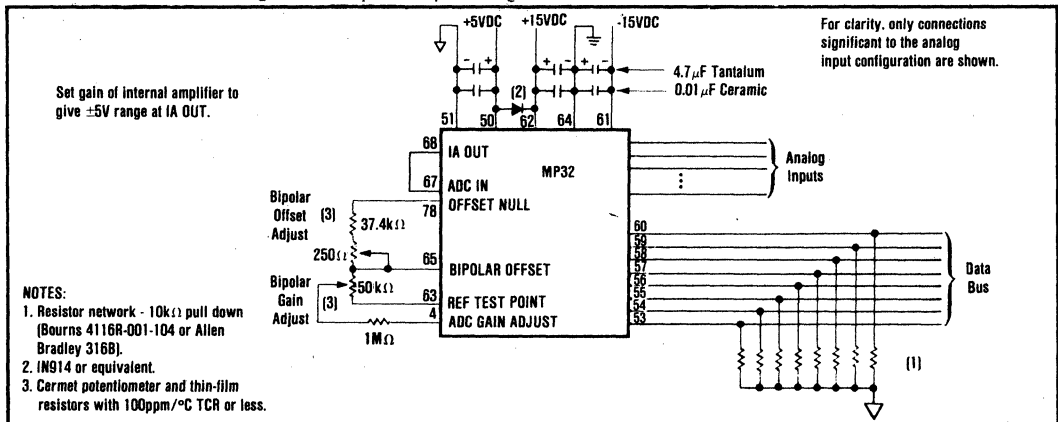 +5VDC +15VDC -15VDC
For clarity, only connections
significant to the analog
input configuration are shown.
Set gain of internal amplifier to
give ±5V range at IA OUT.
- + + - + -
4.7µF Tantalum
0.01µF Ceramic
(2)
51 50 62 64 61
68 IA OUT
MP32
67 ADC IN
78 OFFSET NULL
Analog
Inputs
Bipolar
Offset
Adjust
(3)
37.4kΩ
250Ω
65 BIPOLAR OFFSET
Bipolar
Gain
Adjust
(3)
50kΩ
63 REF TEST POINT
4 ADC GAIN ADJUST
1MΩ
60
59
58
57
56
55
54
53
Data
Bus
(1)
NOTES:
1. Resistor network - 10kΩ pull down
(Bourns 4116R-001-104 or Allen
Bradley 316B).
2. IN914 or equivalent.
3. Cermet potentiometer and thin-film
resistors with 100ppm/°C TCR or less.